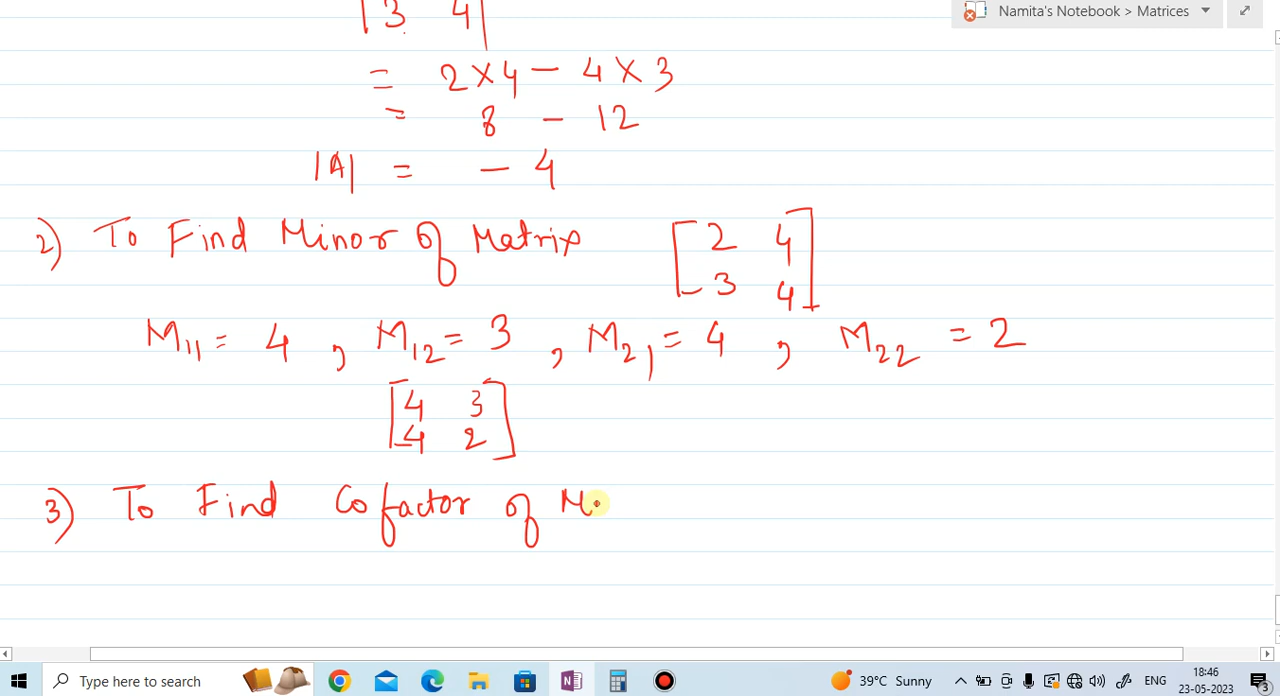 Namita's Notebook > Matrices
|3 4|
= 2 × 4 − 4 × 3
= 8 − 12
|A| = − 4
2) To Find Minor of Matrix [2 4
3 4]
M11 = 4 , M12 = 3 , M21 = 4 , M22 = 2
[4 3
4 2]
3) To Find Cofactor of M
Type here to search
39°C Sunny
ENG
18:46
23-05-2023
3